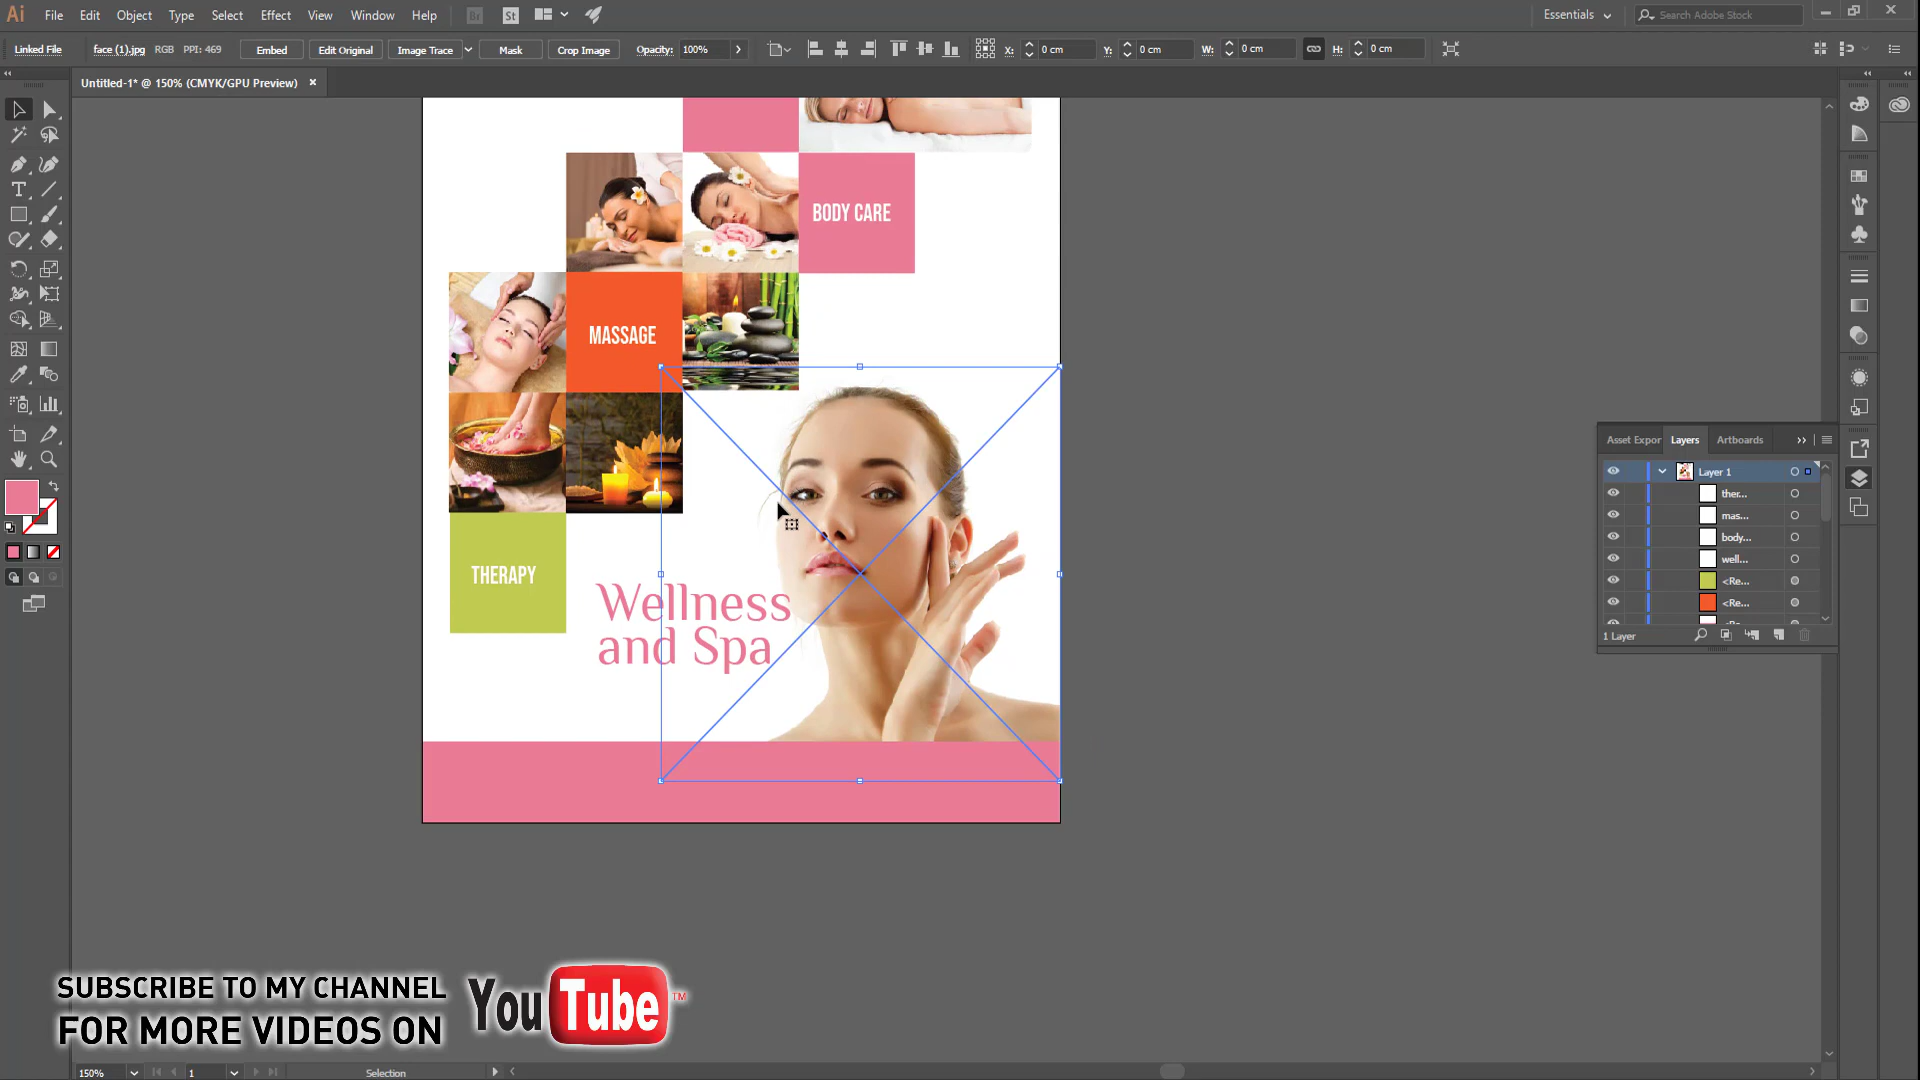 Ai File Edit Object Type Select Effect View Window Help Br St Essentials Search Adobe Stock
Linked File face (1).jpg RGB PPI: 469 Embed Edit Original Image Trace Mask Crop Image Opacity: 100% X: 0 cm Y: 0 cm W: 0 cm H: 0 cm
Untitled-1* @ 150% (CMYK/GPU Preview)
BODY CARE
MASSAGE
THERAPY
Wellness
and Spa
Asset Expor Layers Artboards
Layer 1
ther...
mas...
body...
well...
<Re...
<Re...
1 Layer
SUBSCRIBE TO MY CHANNEL
FOR MORE VIDEOS ON
YouTube™
150% 1 Selection